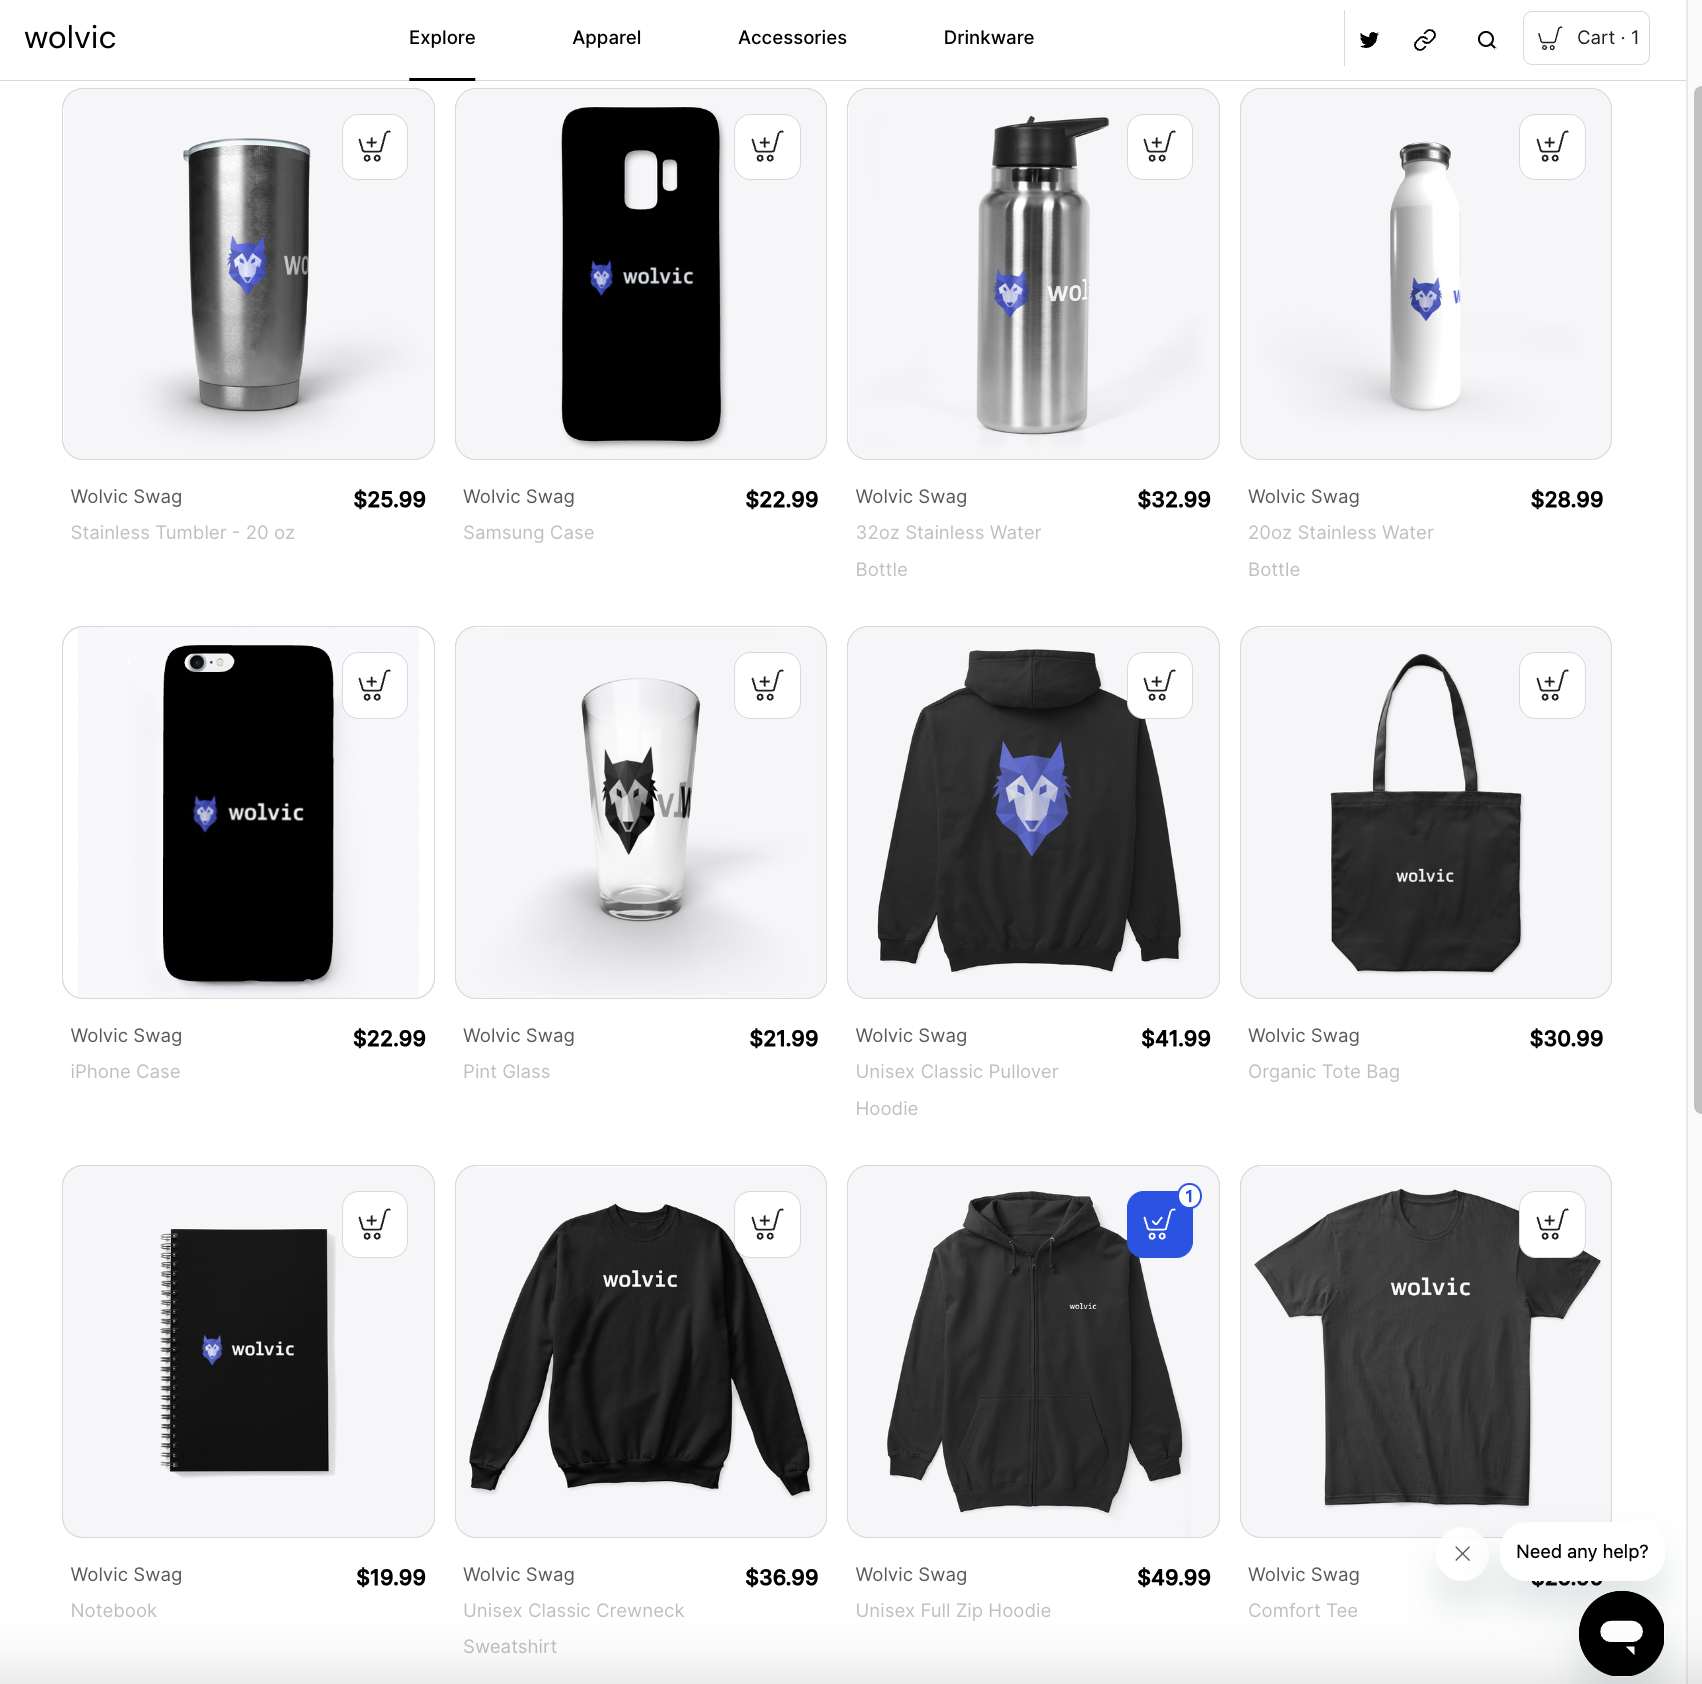 wolvic
Explore
Apparel
Accessories
Drinkware
Cart · 1
wolvic
Wolvic Swag
$25.99
Stainless Tumbler - 20 oz
Wolvic Swag
$22.99
Samsung Case
Wolvic Swag
$32.99
32oz Stainless Water
Bottle
Wolvic Swag
$28.99
20oz Stainless Water
Bottle
wolvic
wolvic
Wolvic Swag
$22.99
iPhone Case
Wolvic Swag
$21.99
Pint Glass
Wolvic Swag
$41.99
Unisex Classic Pullover
Hoodie
Wolvic Swag
$30.99
Organic Tote Bag
wolvic
wolvic
1
wolvic
wolvic
Wolvic Swag
$19.99
Notebook
Wolvic Swag
$36.99
Unisex Classic Crewneck
Sweatshirt
Wolvic Swag
$49.99
Unisex Full Zip Hoodie
Wolvic Swag
Comfort Tee
Need any help?